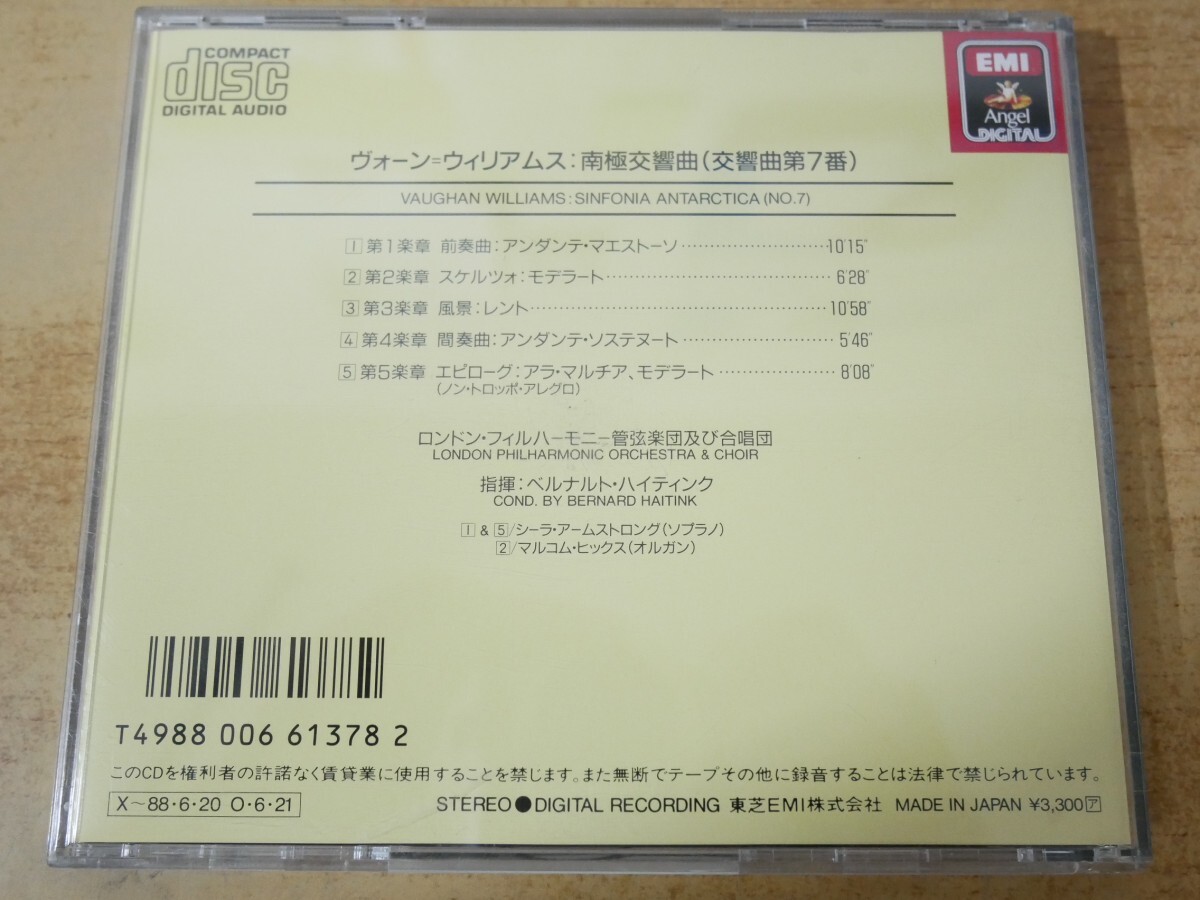 COMPACT
disc
DIGITAL AUDIO
EMI
Angel
DIGITAL
ヴォーン=ウィリアムス:南極交響曲(交響曲第7番)
VAUGHAN WILLIAMS:SINFONIA ANTARCTICA (NO.7)
1 第1楽章 前奏曲:アンダンテ・マエストーソ…………………………10'15"
2 第2楽章 スケルツォ:モデラート…………………………6'28"
3 第3楽章 風景:レント…………………………10'58"
4 第4楽章 間奏曲:アンダンテ・ソステヌート…………………………5'46"
5 第5楽章 エピローグ:アラ・マルチア、モデラート…………………8'08"
(ノン・トロッポ・アレグロ)
ロンドン・フィルハーモニー管弦楽団及び合唱団
LONDON PHILHARMONIC ORCHESTRA & CHOIR
指揮:ベルナルト・ハイティンク
COND. BY BERNARD HAITINK
1 & 5/シーラ・アームストロング(ソプラノ)
2/マルコム・ヒックス(オルガン)
T4988 006 61378 2
このCDを権利者の許諾なく賃貸業に使用することを禁じます。また無断でテープその他に録音することは法律で禁じられています。
X〜88・6・20 O・6・21
STEREO●DIGITAL RECORDING 東芝EMI株式会社 MADE IN JAPAN ¥3,300 ア